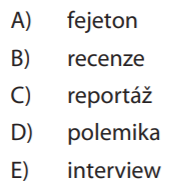 A) fejeton
B) recenze
C) reportáž
D) polemika
E) interview